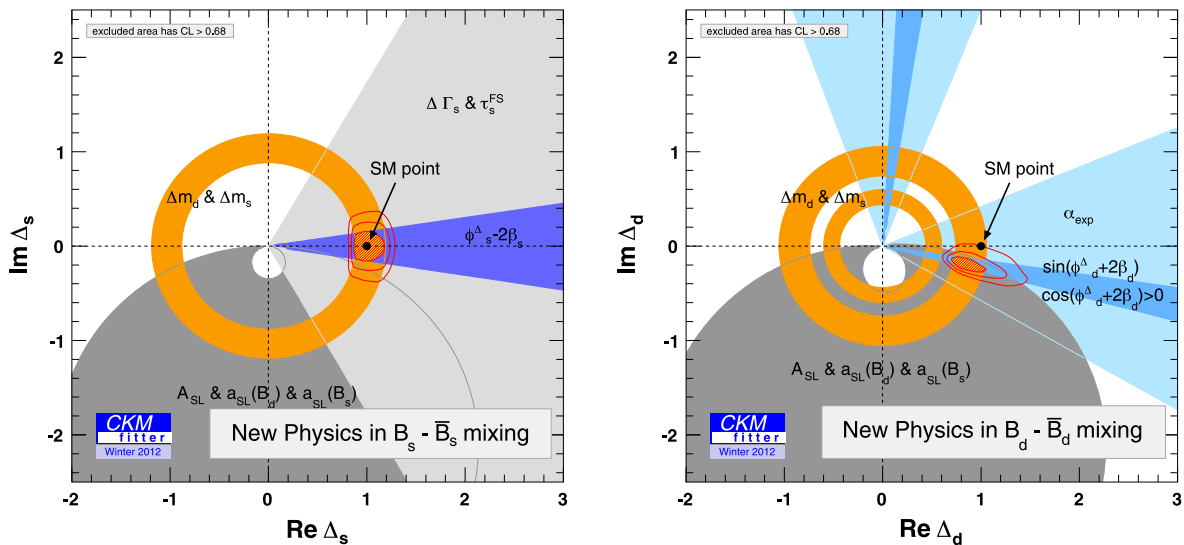 excluded area has CL > 0.68
2
1
0
-1
-2
-2
-1
0
1
2
3
Im Δs
Re Δs
Δ Γs & τsFS
SM point
Δmd & Δms
ϕΔs-2βs
ASL & aSL(Bd) & aSL(Bs)
CKM
fitter
Winter 2012
New Physics in Bs - B̅s mixing
excluded area has CL > 0.68
2
1
0
-1
-2
-2
-1
0
1
2
3
Im Δd
Re Δd
SM point
Δmd & Δms
αexp
sin(ϕΔd+2βd)
cos(ϕΔd+2βd)>0
ASL & aSL(Bd) & aSL(Bs)
CKM
fitter
Winter 2012
New Physics in Bd - B̅d mixing